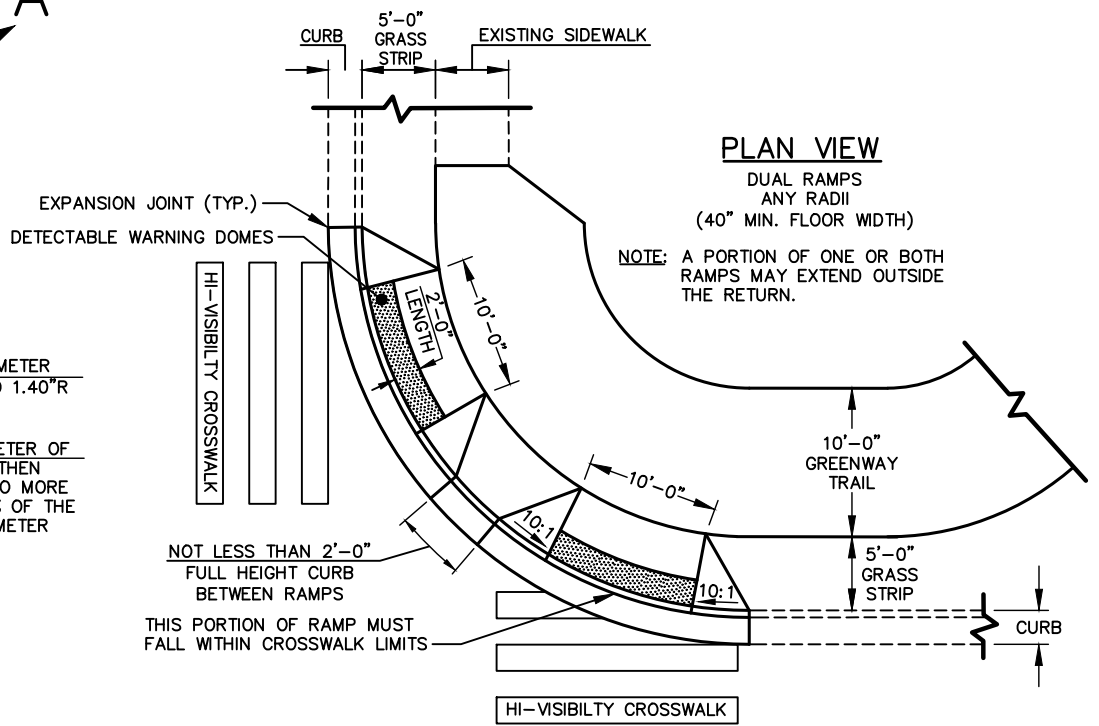 A
CURB
5'-0"
GRASS
STRIP
EXISTING SIDEWALK
PLAN VIEW
DUAL RAMPS
ANY RADII
(40" MIN. FLOOR WIDTH)
NOTE: A PORTION OF ONE OR BOTH
RAMPS MAY EXTEND OUTSIDE
THE RETURN.
EXPANSION JOINT (TYP.)
DETECTABLE WARNING DOMES
HI-VISIBILTY CROSSWALK
2'-0"
LENGTH
10'-0"
METER
1.40"R
ETER OF
THEN
O MORE
OF THE
METER
10'-0"
10:1
10:1
10'-0"
GREENWAY
TRAIL
5'-0"
GRASS
STRIP
CURB
NOT LESS THAN 2'-0"
FULL HEIGHT CURB
BETWEEN RAMPS
THIS PORTION OF RAMP MUST
FALL WITHIN CROSSWALK LIMITS
HI-VISIBILTY CROSSWALK